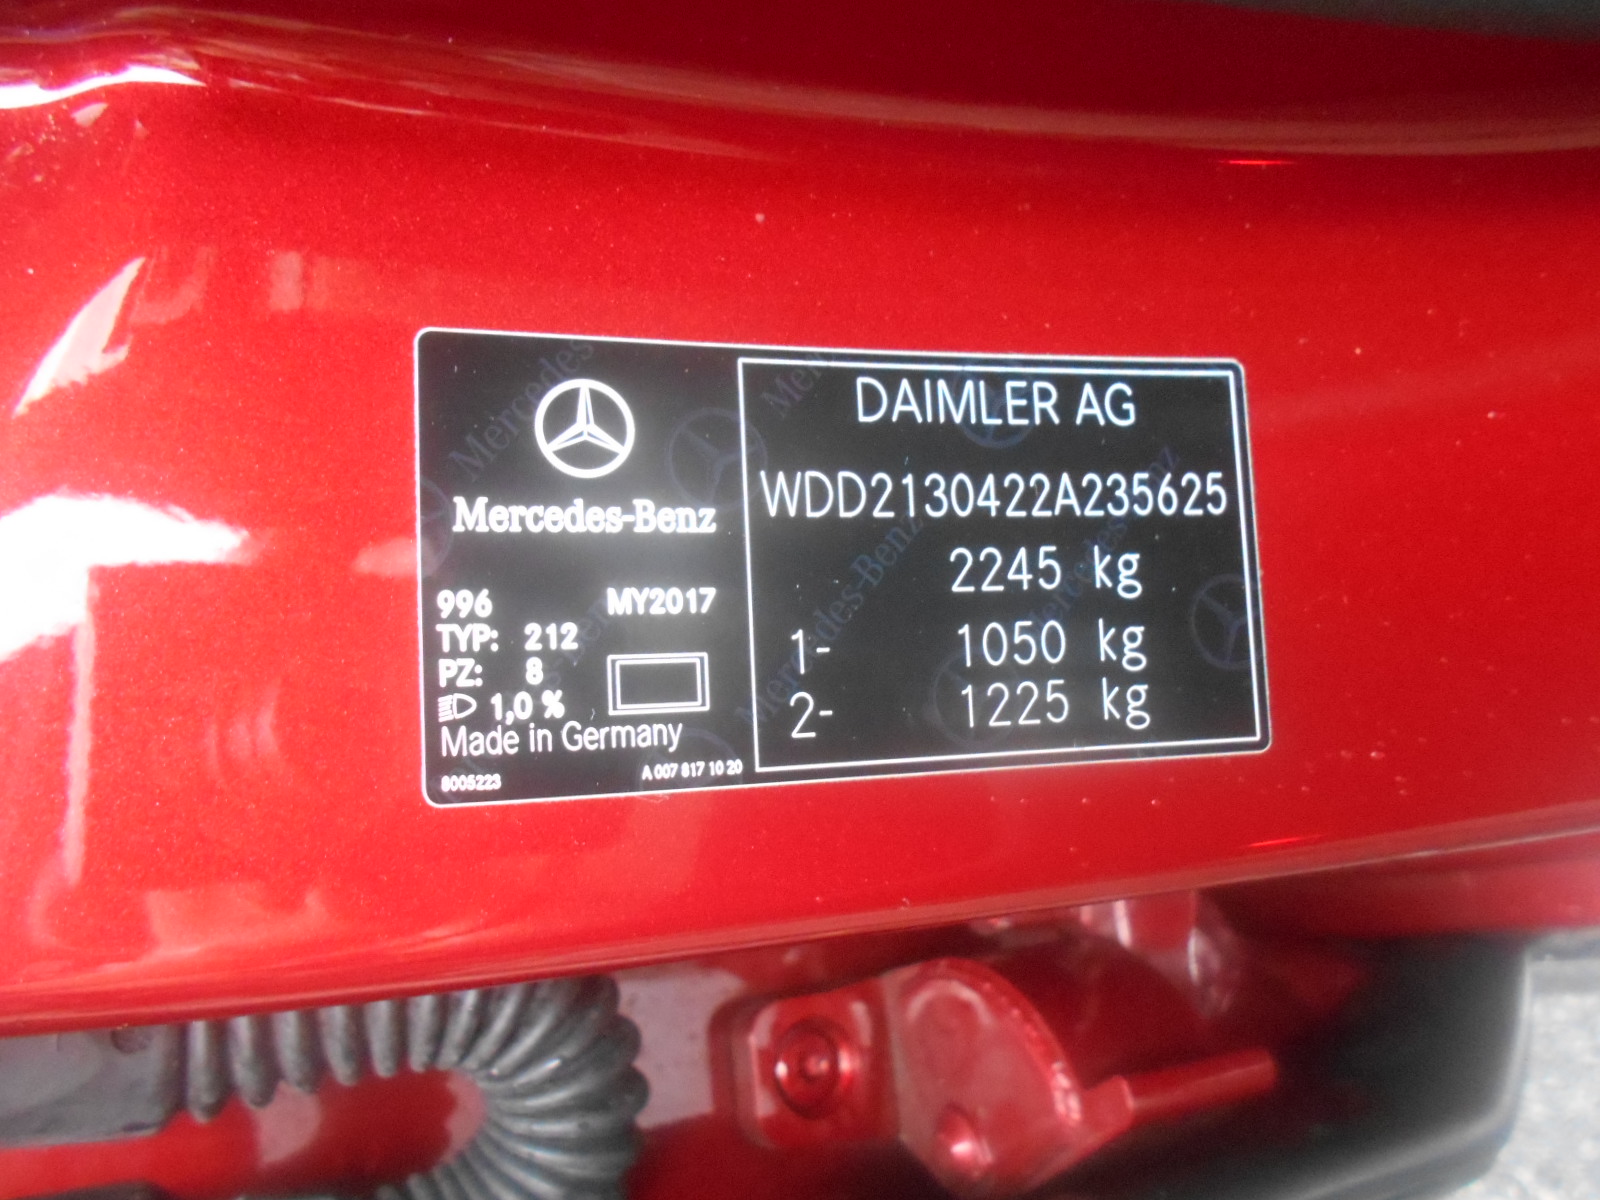 Mercedes-Benz
996 MY2017
TYP: 212
PZ: 8
1,0 %
Made in Germany
8005223 A 007 817 10 20
DAIMLER AG
WDD2130422A235625
2245 kg
1- 1050 kg
2- 1225 kg